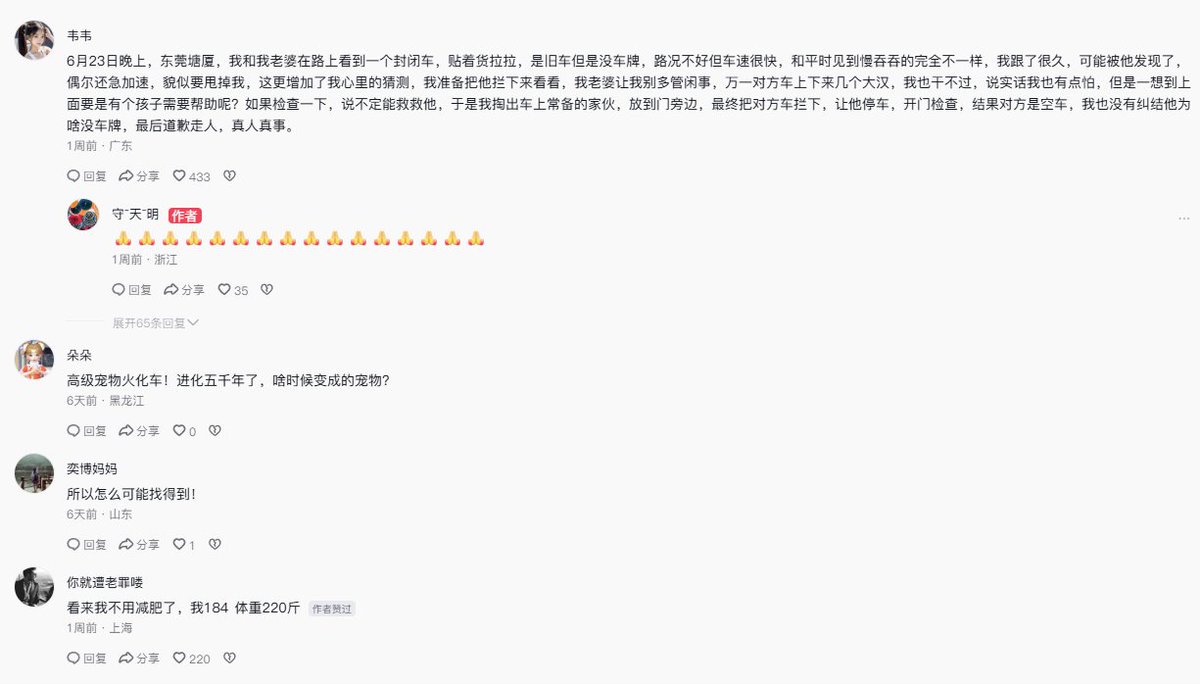 韦韦
6月23日晚上，东莞塘厦，我和我老婆在路上看到一个封闭车，贴着货拉拉，是旧车但是没车牌，路况不好但车速很快，和平时见到慢吞吞的完全不一样，我跟了很久，可能被他发现了，
偶尔还急加速，貌似要甩掉我，这更增加了我心里的猜测，我准备把他拦下来看看，我老婆让我别多管闲事，万一对方车上下来几个大汉，我也干不过，说实话我也有点怕，但是一想到上
面要是有个孩子需要帮助呢？如果检查一下，说不定能救救他，于是我掏出车上常备的家伙，放到门旁边，最终把对方车拦下，让他停车，开门检查，结果对方是空车，我也没有纠结他为
啥没车牌，最后道歉走人，真人真事。
1周前 · 广东
回复 分享 433
守˜天˜明 作者
🙏🙏🙏🙏🙏🙏🙏🙏🙏🙏🙏🙏🙏🙏🙏🙏
1周前 · 浙江
回复 分享 35
展开65条回复
朵朵
高级宠物火化车！进化五千年了，啥时候变成的宠物？
6天前 · 黑龙江
回复 分享 0
奕博妈妈
所以怎么可能找得到！
6天前 · 山东
回复 分享 1
你就遭老罪喽
看来我不用减肥了，我184 体重220斤 作者赞过
1周前 · 上海
回复 分享 220